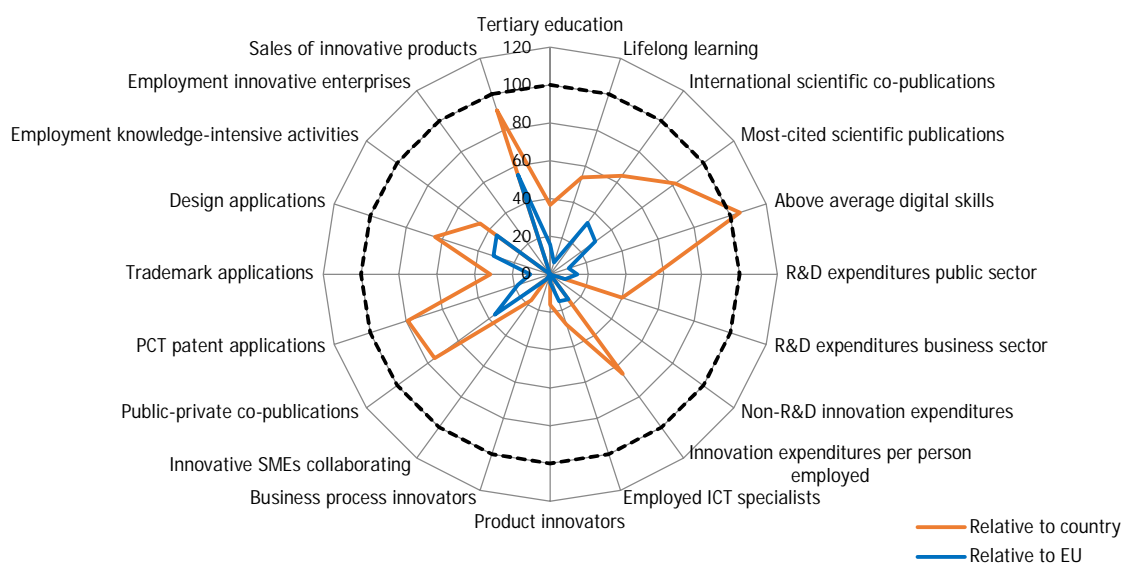 Tertiary education
120
Sales of innovative products
Lifelong learning
Employment innovative enterprises
100
International scientific co-publications
80
Employment knowledge-intensive activities
60
Most-cited scientific publications
40
Design applications
20
Above average digital skills
Trademark applications
0
R&D expenditures public sector
PCT patent applications
R&D expenditures business sector
Public-private co-publications
Non-R&D innovation expenditures
Innovative SMEs collaborating
Innovation expenditures per person
employed
Business process innovators
Employed ICT specialists
Product innovators
Relative to country
Relative to EU